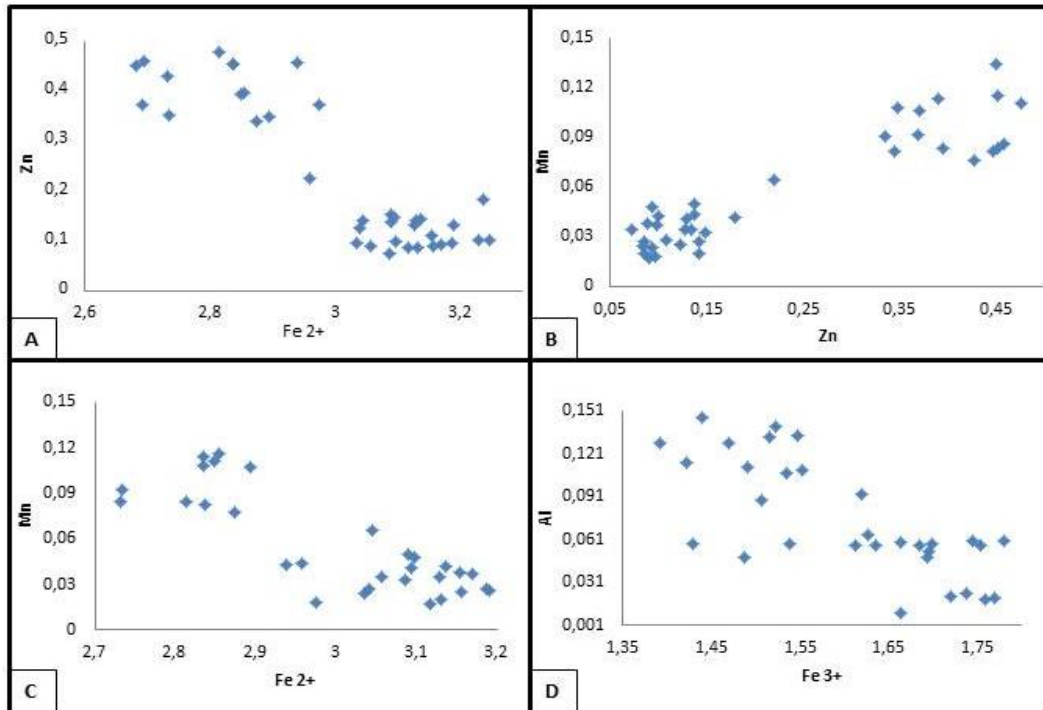 0,5
0,4
0,3
0,2
0,1
0
Zn
2,6 2,8 3 3,2
Fe 2+
A
0,15
0,12
0,09
0,06
0,03
0
Mn
0,05 0,15 0,25 0,35 0,45
Zn
B
0,15
0,12
0,09
0,06
0,03
0
Mn
2,7 2,8 2,9 3 3,1 3,2
Fe 2+
C
0,151
0,121
0,091
0,061
0,031
0,001
Al
1,35 1,45 1,55 1,65 1,75
Fe 3+
D